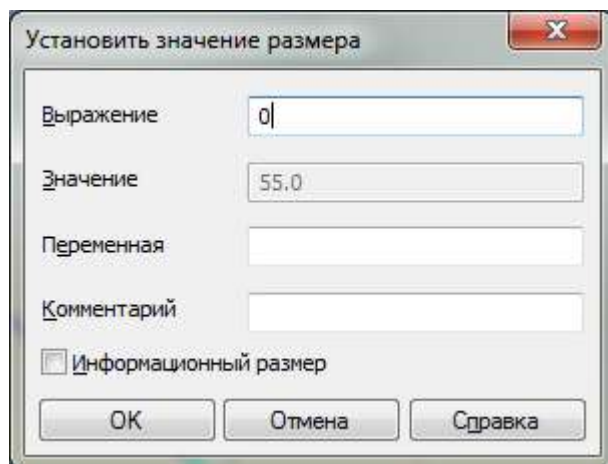 Установить значение размера
Выражение 0
Значение 55.0
Переменная
Комментарий
Информационный размер
OK Отмена Справка